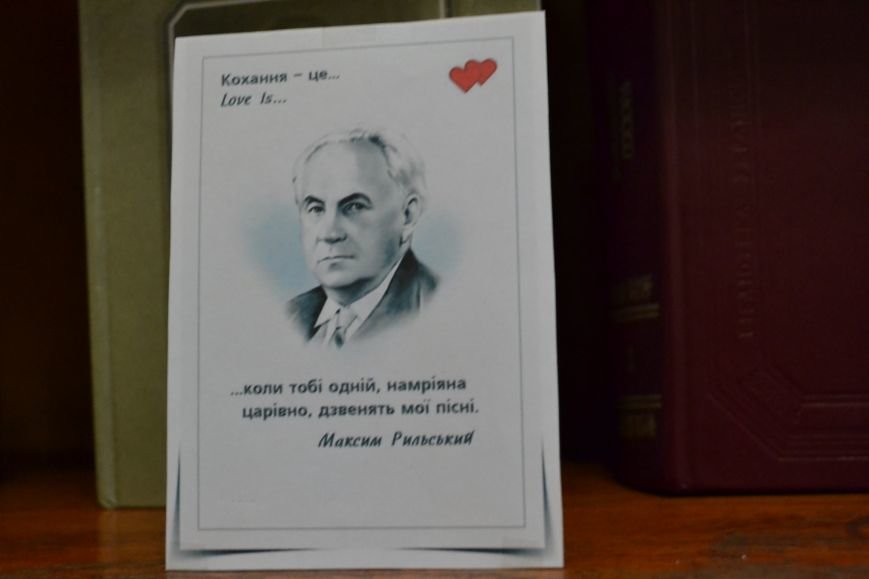 Кохання – це...
Love Is...
...коли тобі одній, намріяна
царівно, дзвенять мої пісні.
Максим Рильський